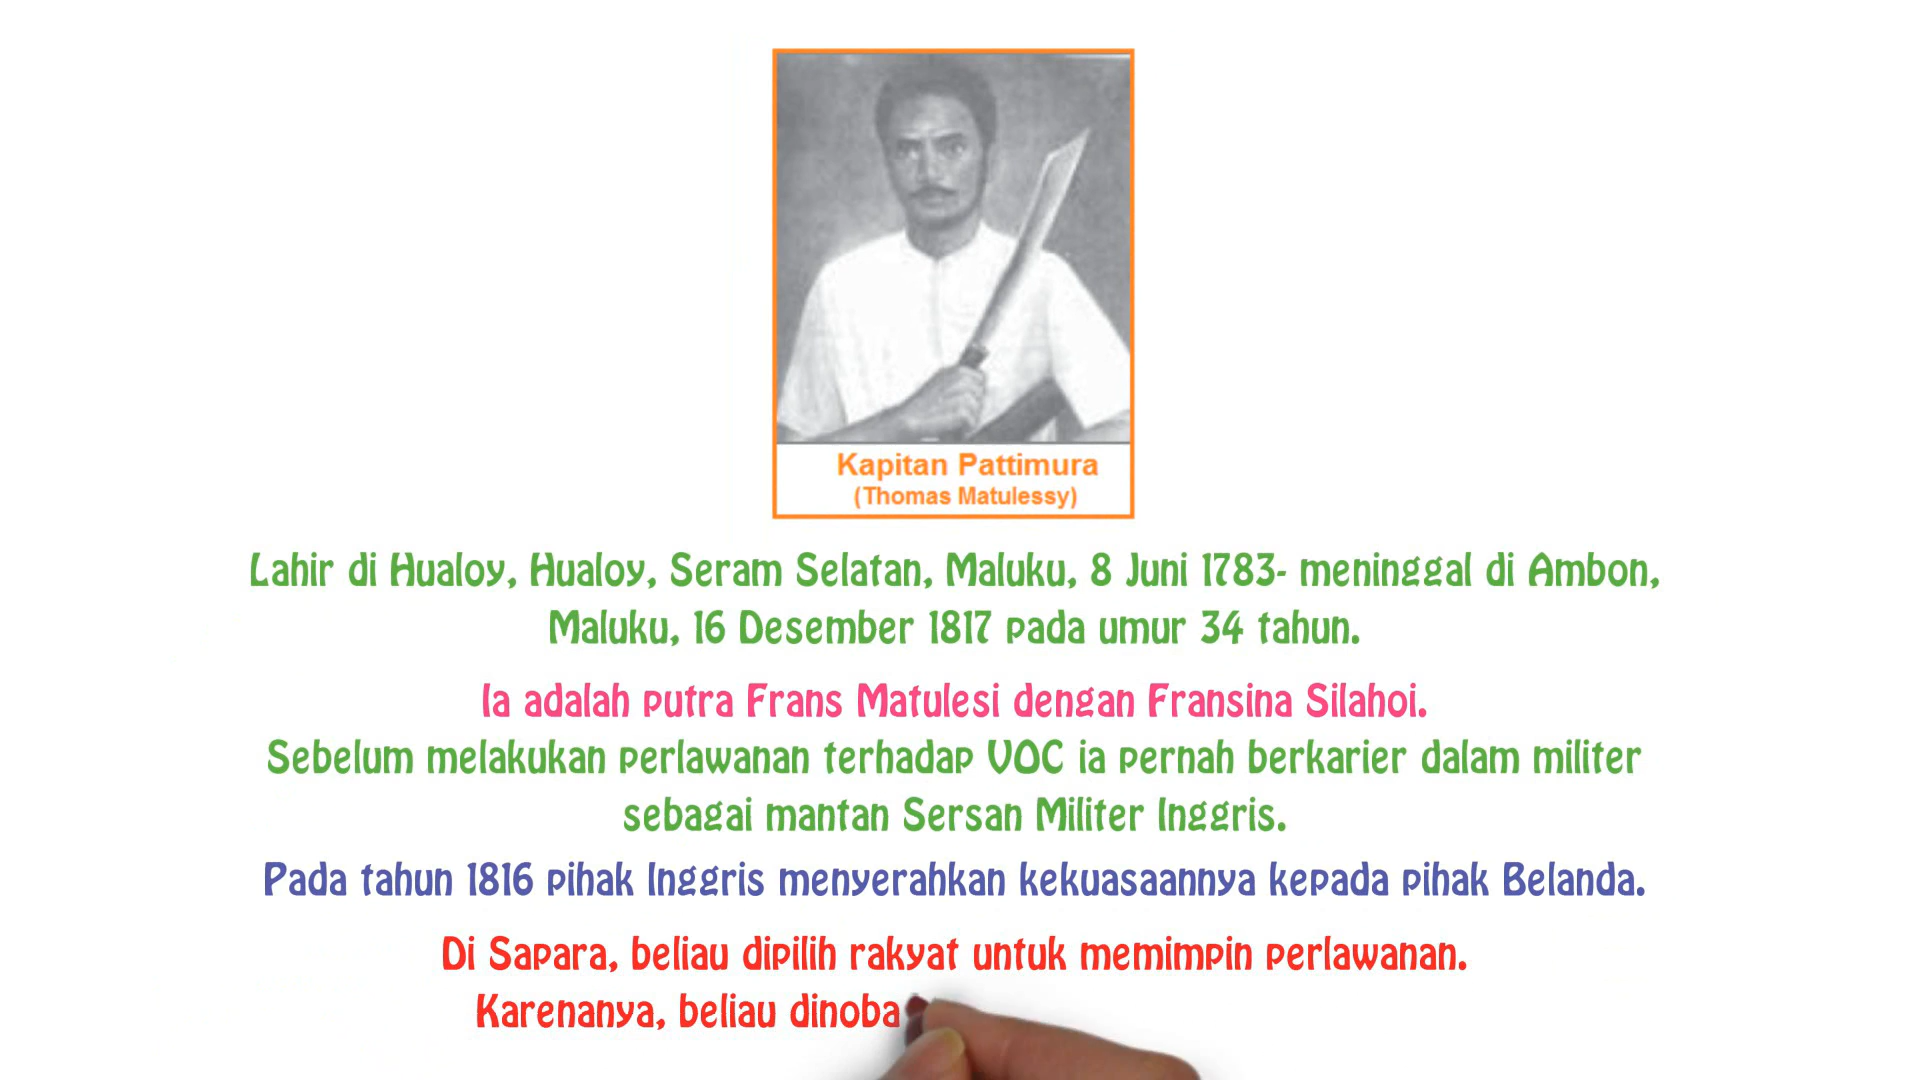 Kapitan Pattimura
(Thomas Matulessy)
Lahir di Hualoy, Hualoy, Seram Selatan, Maluku, 8 Juni 1783- meninggal di Ambon,
Maluku, 16 Desember 1817 pada umur 34 tahun.
Ia adalah putra Frans Matulesi dengan Fransina Silahoi.
Sebelum melakukan perlawanan terhadap VOC ia pernah berkarier dalam militer
sebagai mantan Sersan Militer Inggris.
Pada tahun 1816 pihak Inggris menyerahkan kekuasaannya kepada pihak Belanda.
Di Sapara, beliau dipilih rakyat untuk memimpin perlawanan.
Karenanya, beliau dinoba